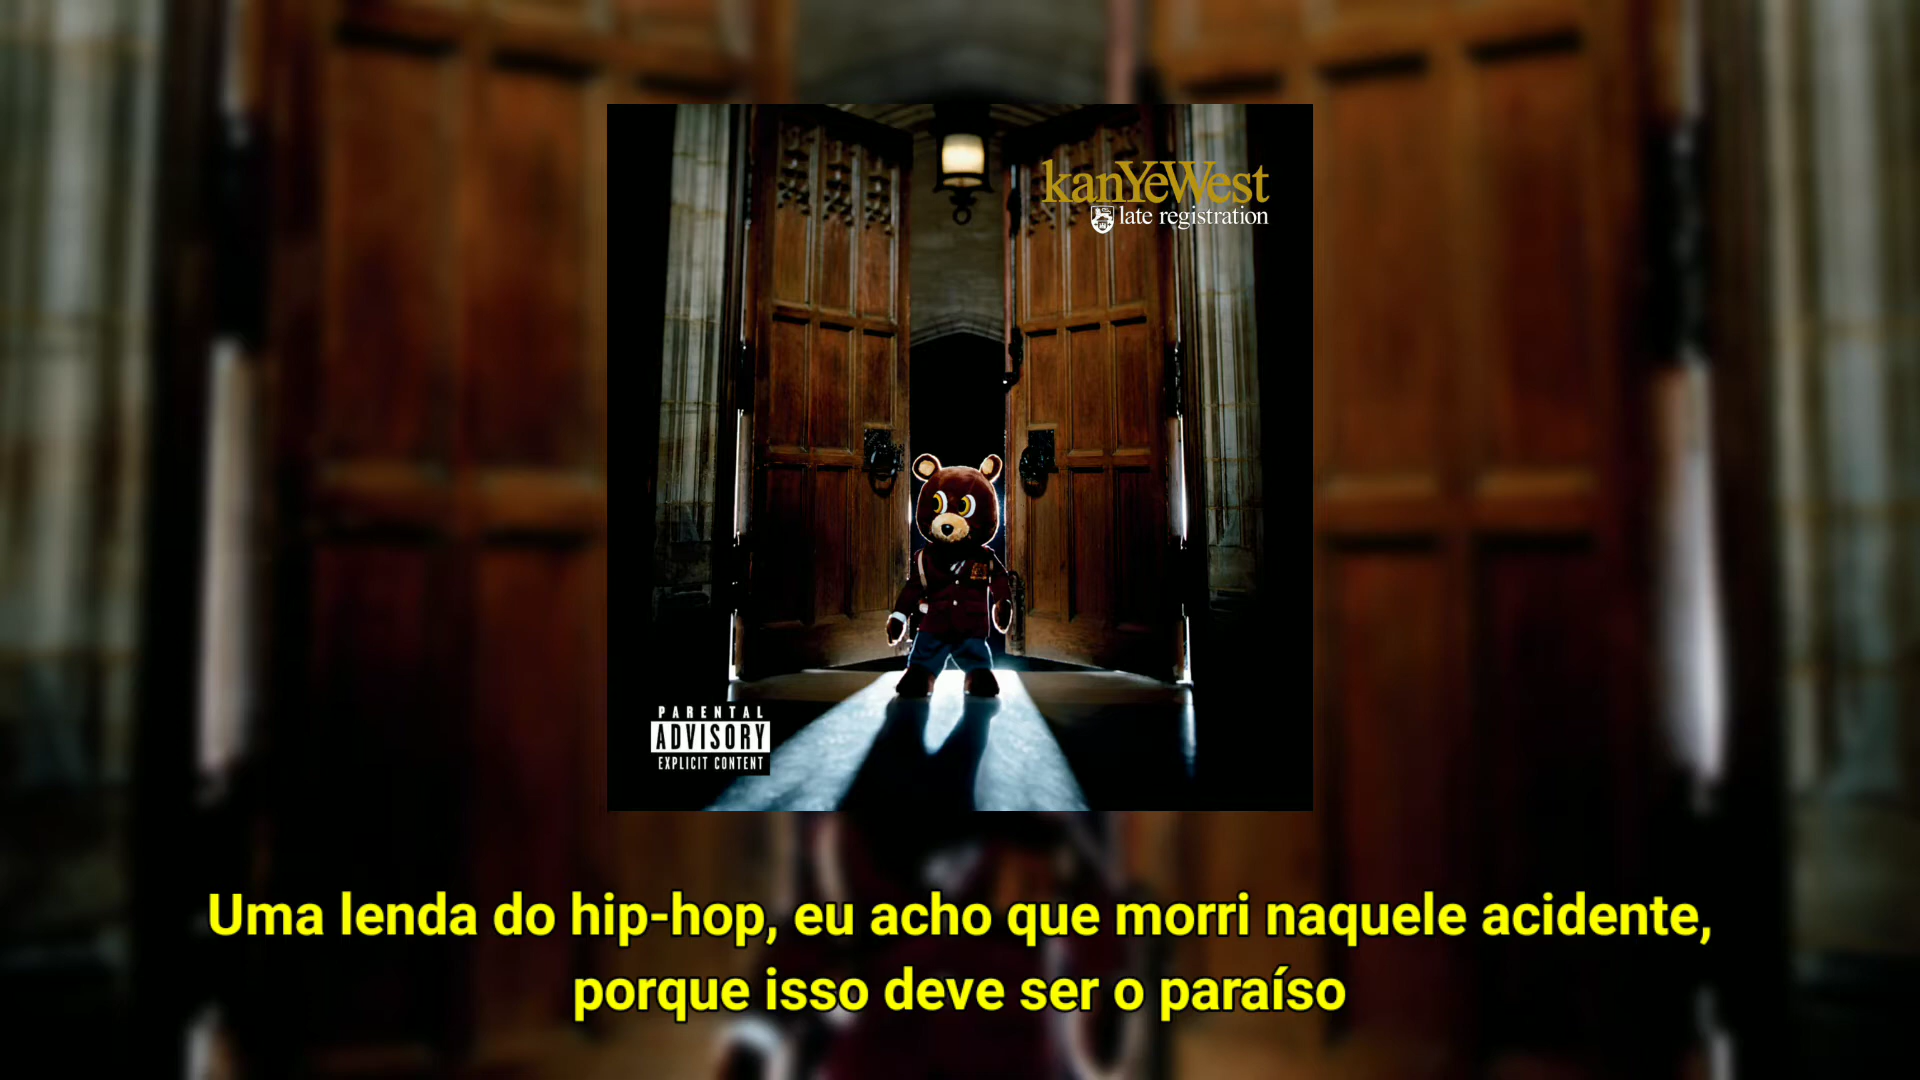 kanYeWest
late registration
PARENTAL
ADVISORY
EXPLICIT CONTENT
Uma lenda do hip-hop, eu acho que morri naquele acidente,
porque isso deve ser o paraíso